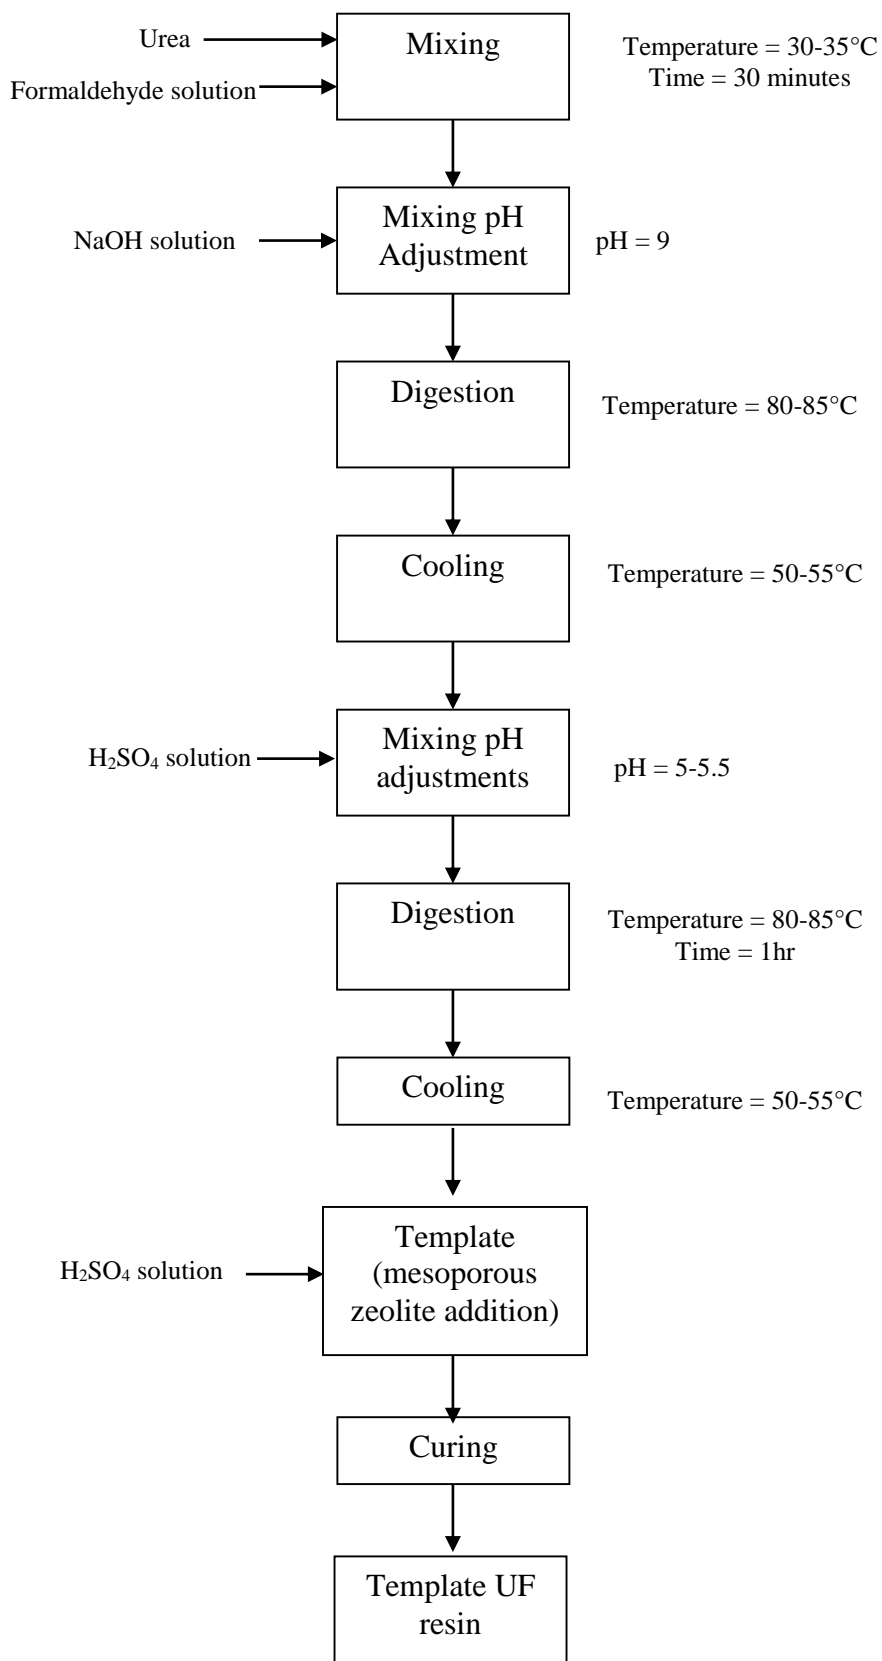 Urea
Mixing
Temperature = 30-35°C
Time = 30 minutes
Formaldehyde solution
Mixing pH
Adjustment
NaOH solution
pH = 9
Digestion
Temperature = 80-85°C
Cooling
Temperature = 50-55°C
Mixing pH
adjustments
H₂SO₄ solution
pH = 5-5.5
Digestion
Temperature = 80-85°C
Time = 1hr
Cooling
Temperature = 50-55°C
Template
(mesoporous
zeolite addition)
H₂SO₄ solution
Curing
Template UF
resin